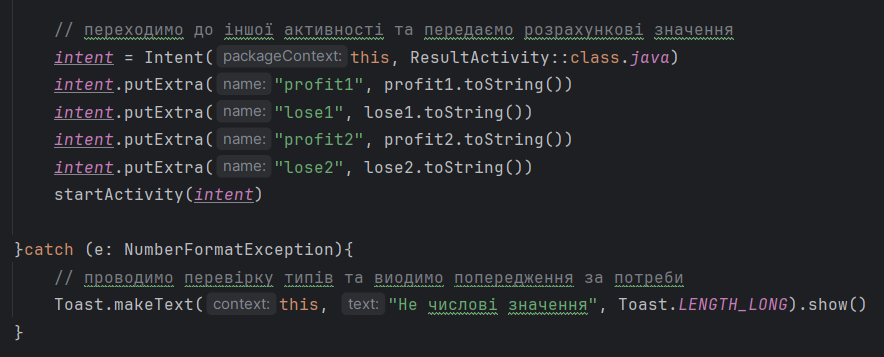 // переходимо до іншої активності та передаємо розрахункові значення
intent = Intent( packageContext: this, ResultActivity::class.java)
intent.putExtra( name: "profit1", profit1.toString())
intent.putExtra( name: "lose1", lose1.toString())
intent.putExtra( name: "profit2", profit2.toString())
intent.putExtra( name: "lose2", lose2.toString())
startActivity(intent)
}catch (e: NumberFormatException){
// проводимо перевірку типів та виодимо попередження за потреби
Toast.makeText( context: this, text: "Не числові значення", Toast.LENGTH_LONG).show()
}